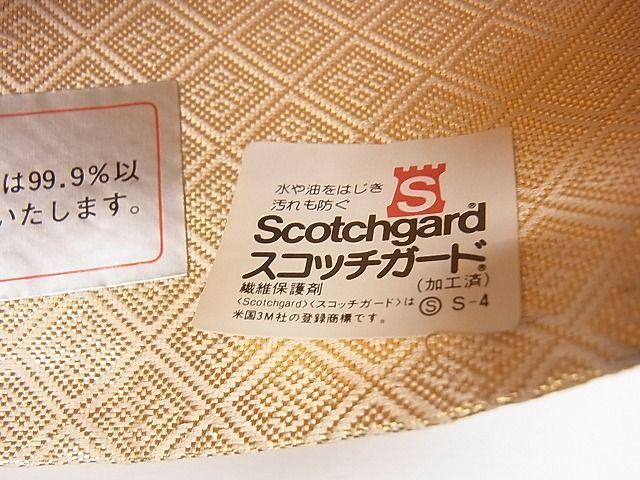 は99.9%以
いたします。
水や油をはじき
汚れも防ぐ
S
Scotchgard®
スコッチガード®
繊維保護剤
(加工済)
〈Scotchgard〉〈スコッチガード〉は
米国3M社の登録商標です。
Ⓢ S-4